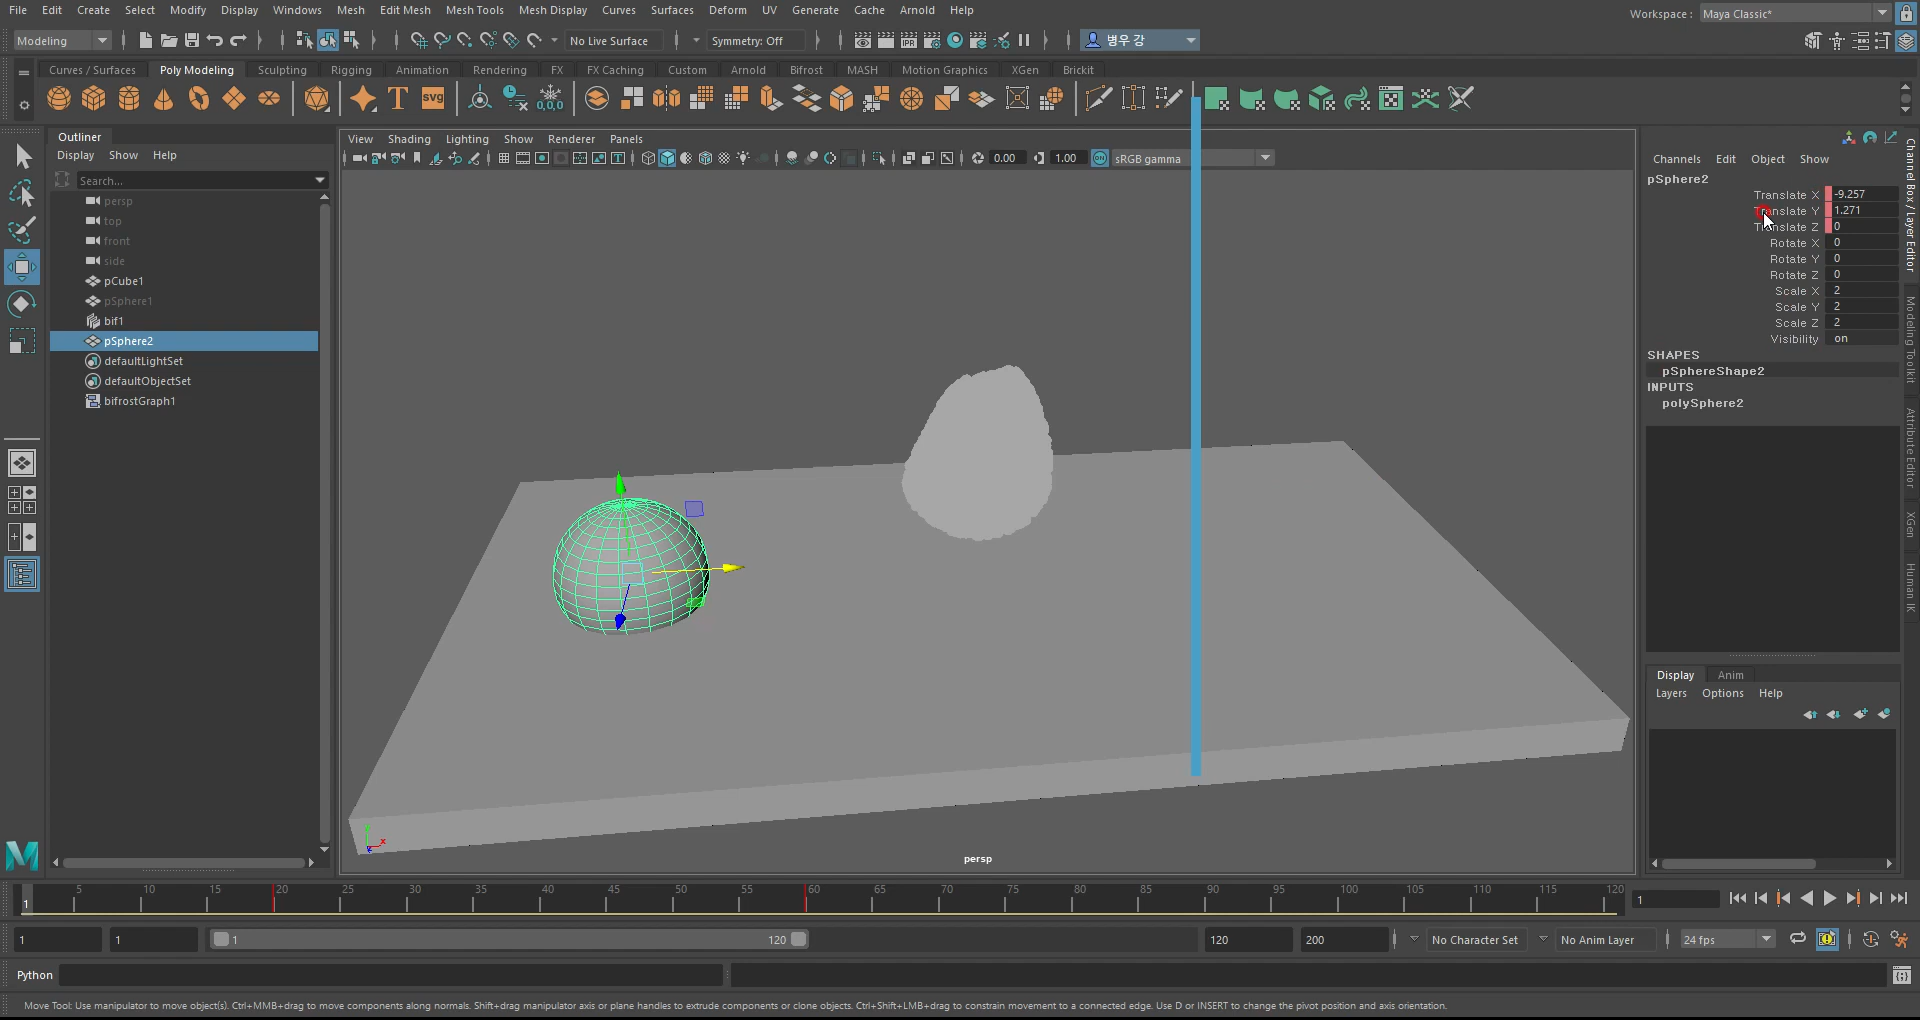 File Edit Create Select Modify Display Windows Mesh Edit Mesh Mesh Tools Mesh Display Curves Surfaces Deform UV Generate Cache Arnold Help
Workspace : Maya Classic*
Modeling No Live Surface Symmetry: Off 병우 강
Curves / Surfaces Poly Modeling Sculpting Rigging Animation Rendering FX FX Caching Custom Arnold Bifrost MASH Motion Graphics XGen Brickit
SVG
0,0,0
Outliner
Display Show Help
Search...
persp
top
front
side
pCube1
pSphere1
bif1
pSphere2
defaultLightSet
defaultObjectSet
bifrostGraph1
View Shading Lighting Show Renderer Panels
0.00 1.00 sRGB gamma
persp
Channels Edit Object Show
pSphere2
Translate X -9.257
Translate Y 1.271
Translate Z 0
Rotate X 0
Rotate Y 0
Rotate Z 0
Scale X 2
Scale Y 2
Scale Z 2
Visibility on
SHAPES
pSphereShape2
INPUTS
polySphere2
Channel Box / Layer Editor
Modeling Toolkit
Attribute Editor
XGen
Human IK
Display Anim
Layers Options Help
1 5 10 15 20 25 30 35 40 45 50 55 60 65 70 75 80 85 90 95 100 105 110 115 120
1
1 1 1 120 120 200 No Character Set No Anim Layer 24 fps
Python
Move Tool: Use manipulator to move object(s). Ctrl+MMB+drag to move components along normals. Shift+drag manipulator axis or plane handles to extrude components or clone objects. Ctrl+Shift+LMB+drag to constrain movement to a connected edge. Use D or INSERT to change the pivot position and axis orientation.